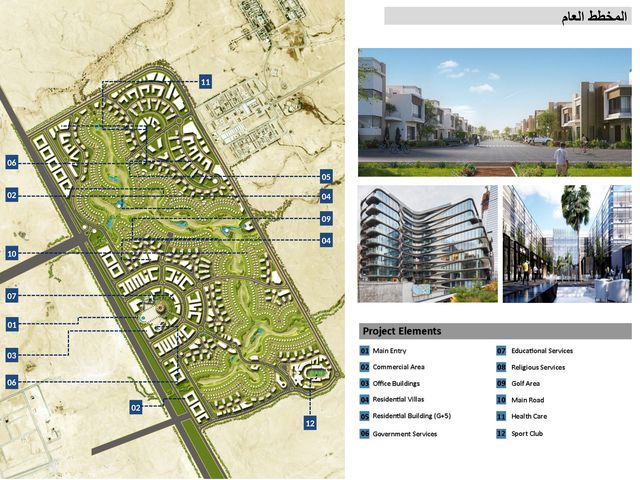 المخطط العام
11
06
05
02
04
09
04
10
07
01
03
06
02
12
Project Elements
01 Main Entry
02 Commercial Area
03 Office Buildings
04 Residential Villas
05 Residential Building (G+5)
06 Government Services
07 Educational Services
08 Religious Services
09 Golf Area
10 Main Road
11 Health Care
12 Sport Club